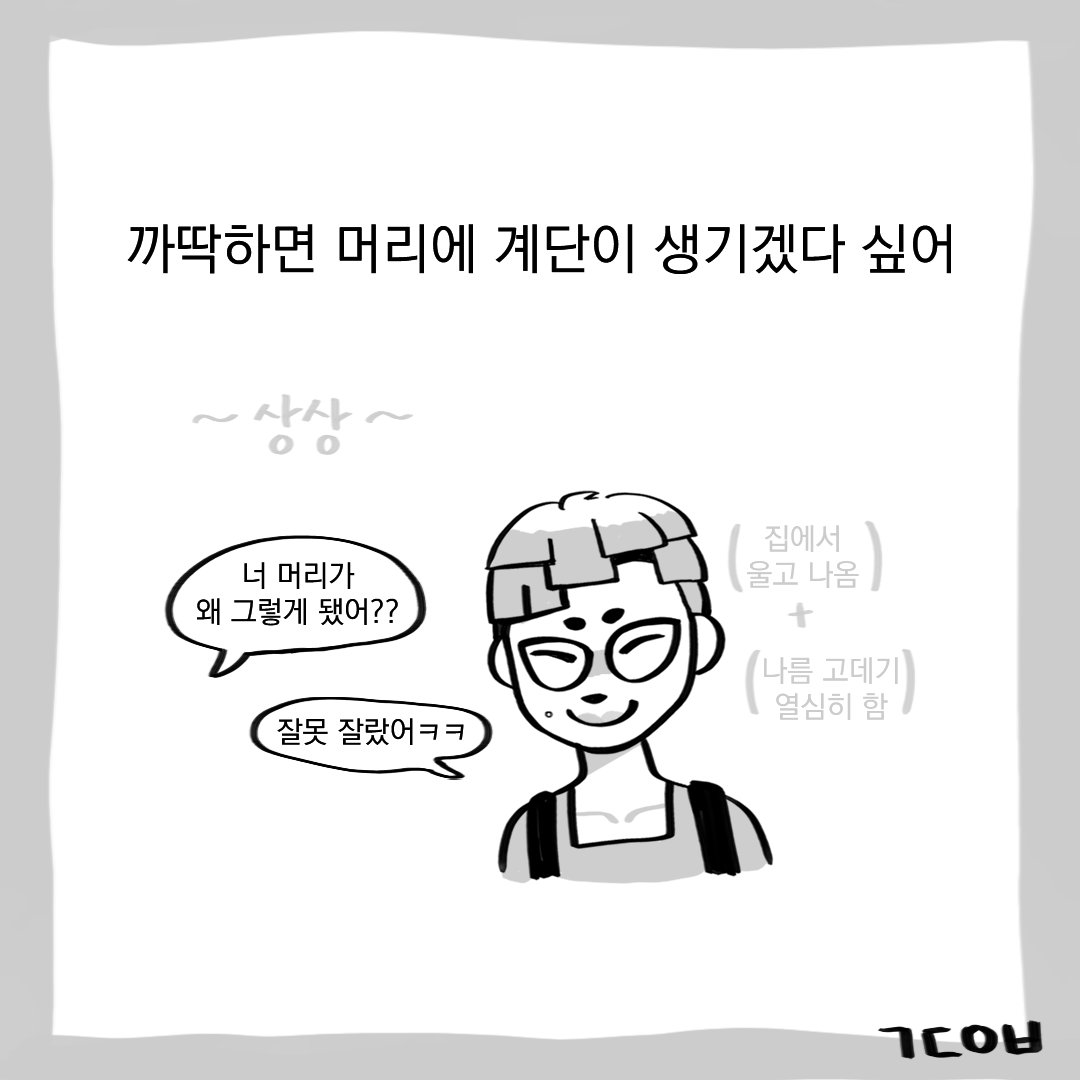 까딱하면 머리에 계단이 생기겠다 싶어
~상상~
너 머리가
왜 그렇게 됐어??
잘못 잘랐어ㅋㅋ
(집에서
울고 나옴)
+
(나름 고데기
열심히 함)
ㄱㄷㅇㅂ